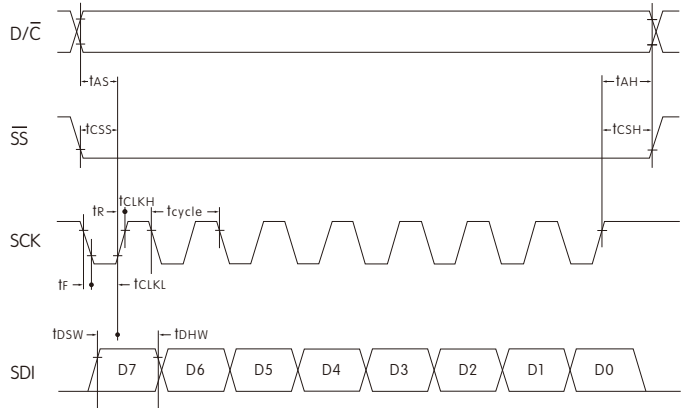 D/C̅
tAS
tAH
S̅S̅
tCSS
tCSH
tR
tCLKH
tcycle
SCK
tF
tCLKL
tDSW
tDHW
SDI
D7
D6
D5
D4
D3
D2
D1
D0